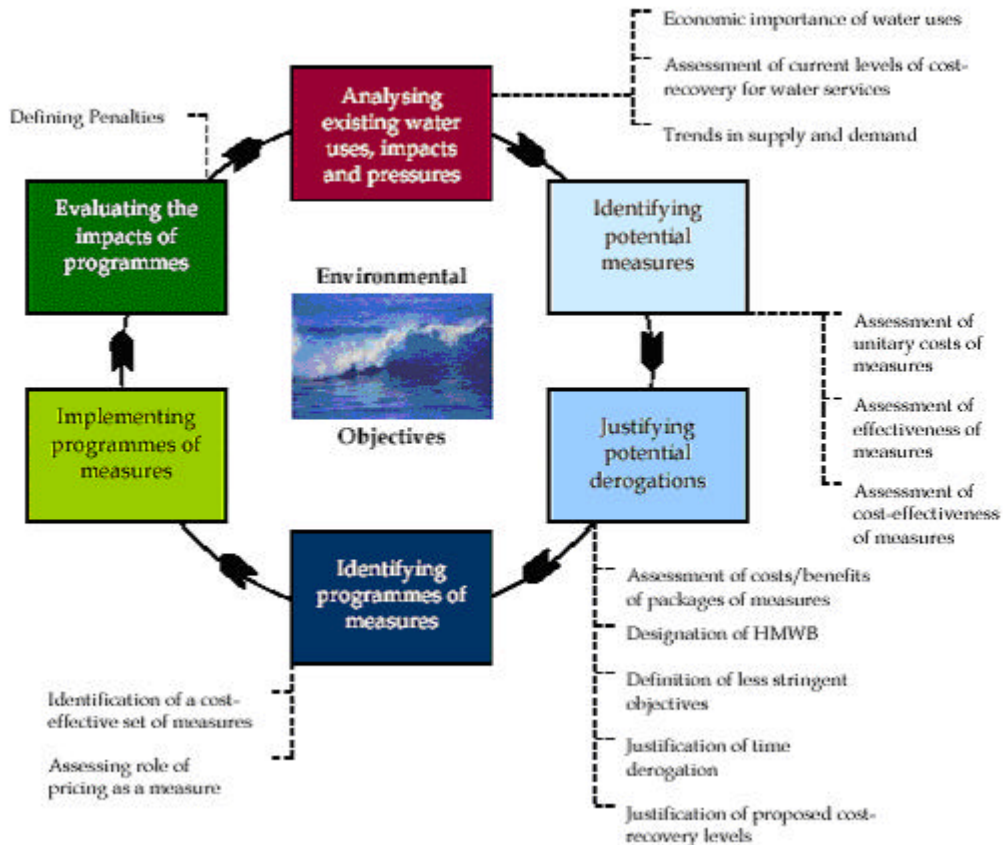 Economic importance of water uses
Assessment of current levels of cost-
recovery for water services
Trends in supply and demand
Defining Penalties
Analysing
existing water
uses, impacts
and pressures
Evaluating the
impacts of
programmes
Identifying
potential
measures
Environmental
Objectives
Assessment of
unitary costs of
measures
Assessment of
effectiveness of
measures
Assessment of
cost-effectiveness
of measures
Implementing
programmes of
measures
Justifying
potential
derogations
Identifying
programmes of
measures
Assessment of costs/benefits
of packages of measures
Designation of HMWB
Definition of less stringent
objectives
Justification of time
derogation
Justification of proposed cost-
recovery levels
Identification of a cost-
effective set of measures
Assessing role of
pricing as a measure